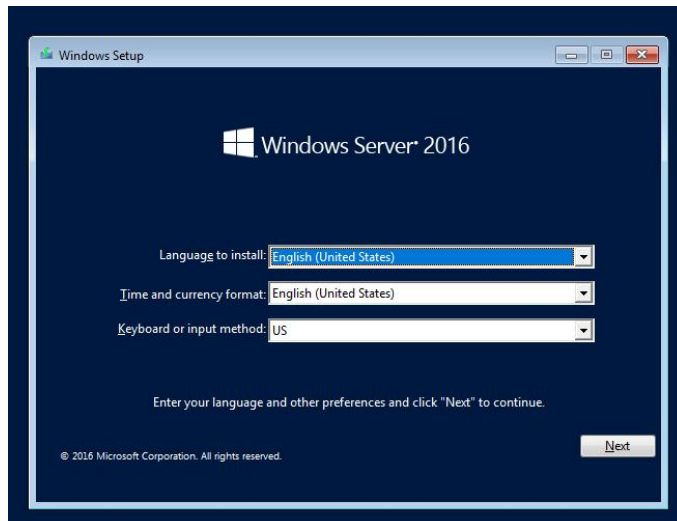 Windows Setup
Windows Server• 2016
Language to install: English (United States)
Time and currency format: English (United States)
Keyboard or input method: US
Enter your language and other preferences and click "Next" to continue.
© 2016 Microsoft Corporation. All rights reserved.
Next